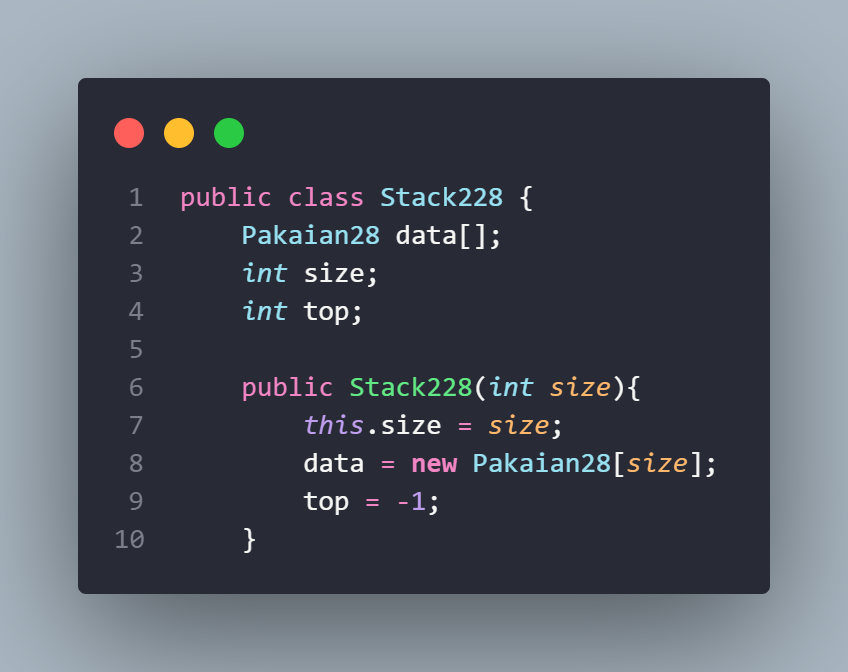 1 public class Stack228 {
2 Pakaian28 data[];
3 int size;
4 int top;
5
6 public Stack228(int size){
7 this.size = size;
8 data = new Pakaian28[size];
9 top = -1;
10 }